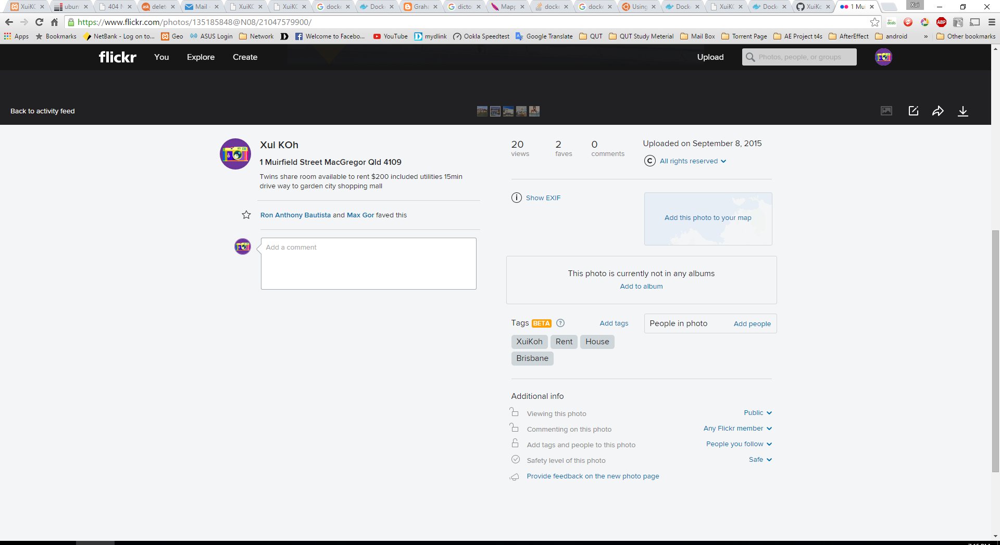 XuiKC ubun 404 N delet Mail - XuiKC XuiKC docke Docke Graha dicto Mapp docke docke Using Docke XuiKC Docke XuiKo 1 Mui Xui
https://www.flickr.com/photos/135185848@N08/21047579900/
Apps Bookmarks NetBank - Log on to... Geo ASUS Login Network Welcome to Facebo... YouTube mydlink Ookla Speedtest Google Translate QUT QUT Study Meterial Mail Box Torrent Page AE Project t4s AfterEffect android » Other bookmarks
flickr You Explore Create Upload Photos, people, or groups
Back to activity feed
Xui KOh
1 Muirfield Street MacGregor Qld 4109
Twins share room available to rent $200 included utilities 15min
drive way to garden city shopping mall
Ron Anthony Bautista and Max Gor faved this
Add a comment
20 2 0
views faves comments
Uploaded on September 8, 2015
All rights reserved
Show EXIF
Add this photo to your map
This photo is currently not in any albums
Add to album
Tags BETA ? Add tags
XuiKoh Rent House
Brisbane
People in photo Add people
Additional info
Viewing this photo Public
Commenting on this photo Any Flickr member
Add tags and people to this photo People you follow
Safety level of this photo Safe
Provide feedback on the new photo page